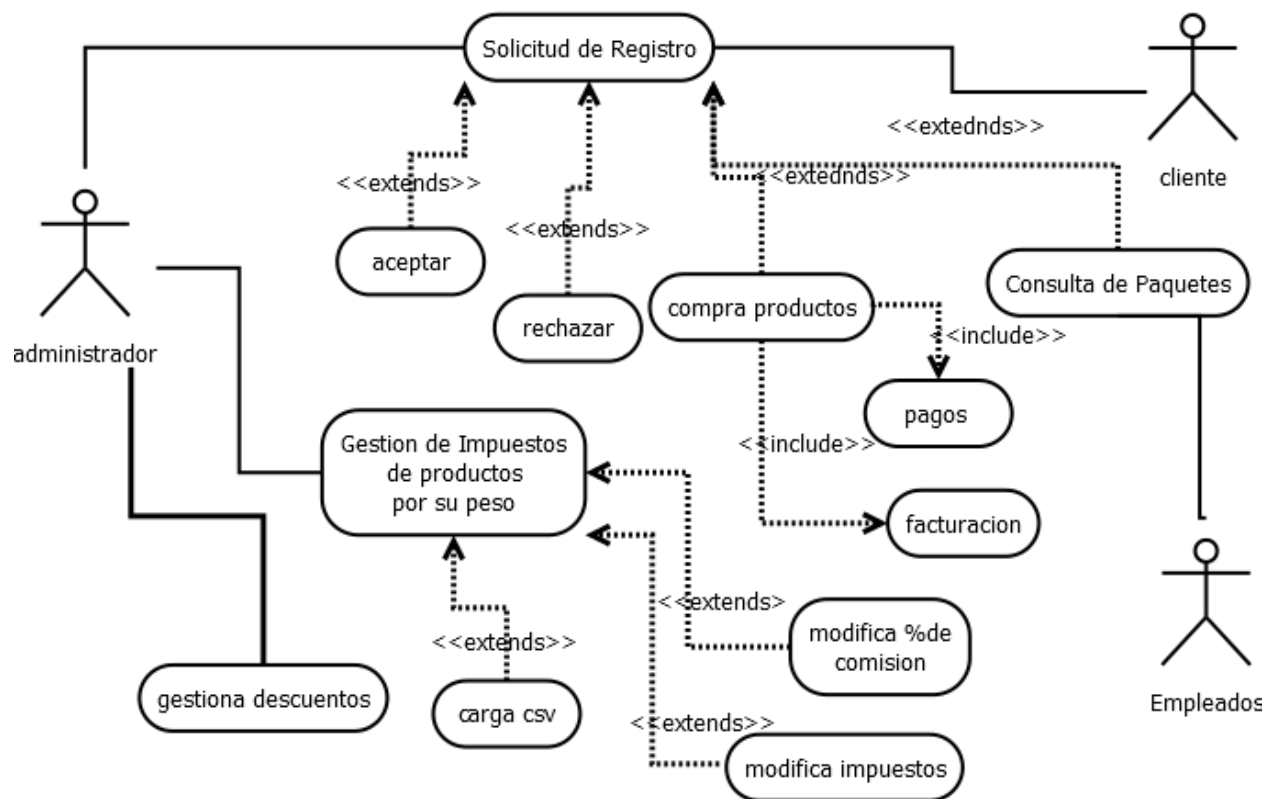 Solicitud de Registro
<<extednds>>
cliente
<<extends>>
<<extednds>>
<<extends>>
aceptar
Consulta de Paquetes
compra productos
rechazar
<<include>>
administrador
pagos
Gestion de Impuestos
de productos
por su peso
<<include>>
facturacion
<<extends>
modifica %de
comision
<<extends>>
gestiona descuentos
carga csv
Empleados
<<extends>>
modifica impuestos